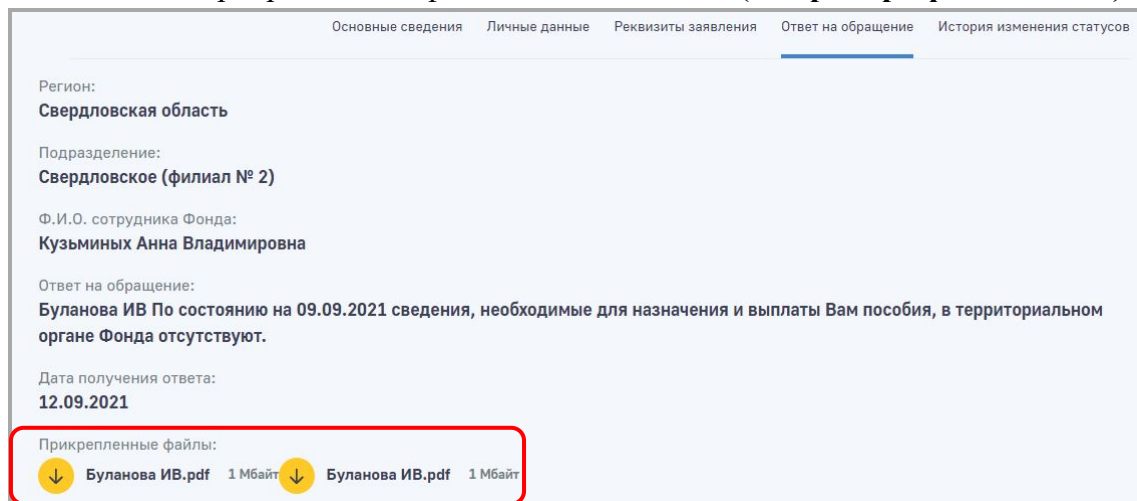 Основные сведения Личные данные Реквизиты заявления Ответ на обращение История изменения статусов
Регион:
Свердловская область
Подразделение:
Свердловское (филиал № 2)
Ф.И.О. сотрудника Фонда:
Кузьминых Анна Владимировна
Ответ на обращение:
Буланова ИВ По состоянию на 09.09.2021 сведения, необходимые для назначения и выплаты Вам пособия, в территориальном
органе Фонда отсутствуют.
Дата получения ответа:
12.09.2021
Прикрепленные файлы:
Буланова ИВ.pdf 1 Мбайт Буланова ИВ.pdf 1 Мбайт